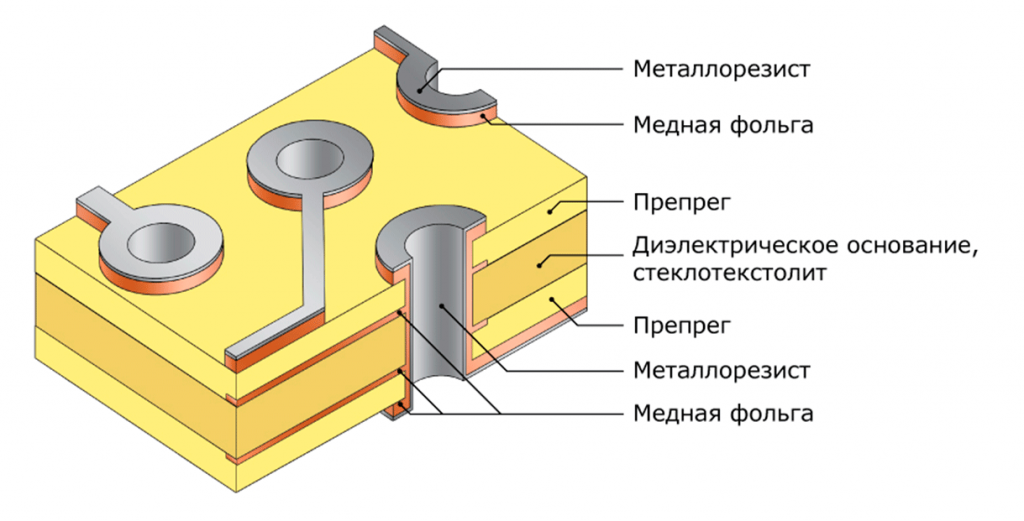 Металлорезист
Медная фольга
Препрег
Диэлектрическое основание,
стеклотекстолит
Препрег
Металлорезист
Медная фольга